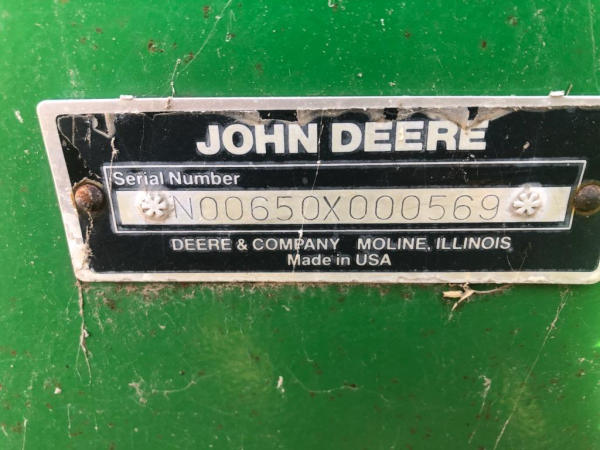 JOHN DEERE
Serial Number
N00650X000569
DEERE & COMPANY MOLINE, ILLINOIS
Made in USA